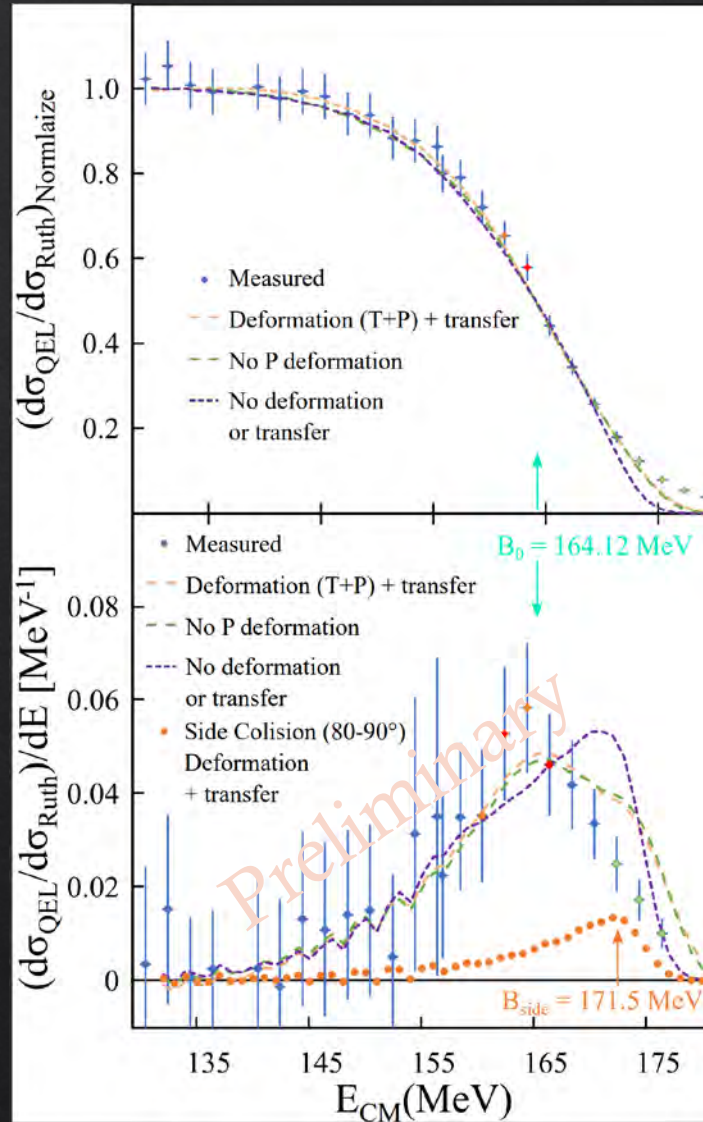 (dσQEL/dσRuth)Normlaize
1.0
0.8
0.6
0.4
0.2
Measured
Deformation (T+P) + transfer
No P deformation
No deformation
or transfer
(dσQEL/dσRuth)/dE [MeV-1]
0.08
0.06
0.04
0.02
0
Measured
Deformation (T+P) + transfer
No P deformation
No deformation
or transfer
Side Colision (80-90°)
Deformation
+ transfer
B0 = 164.12 MeV
Preliminary
Bside = 171.5 MeV
135 145 155 165 175
ECM(MeV)